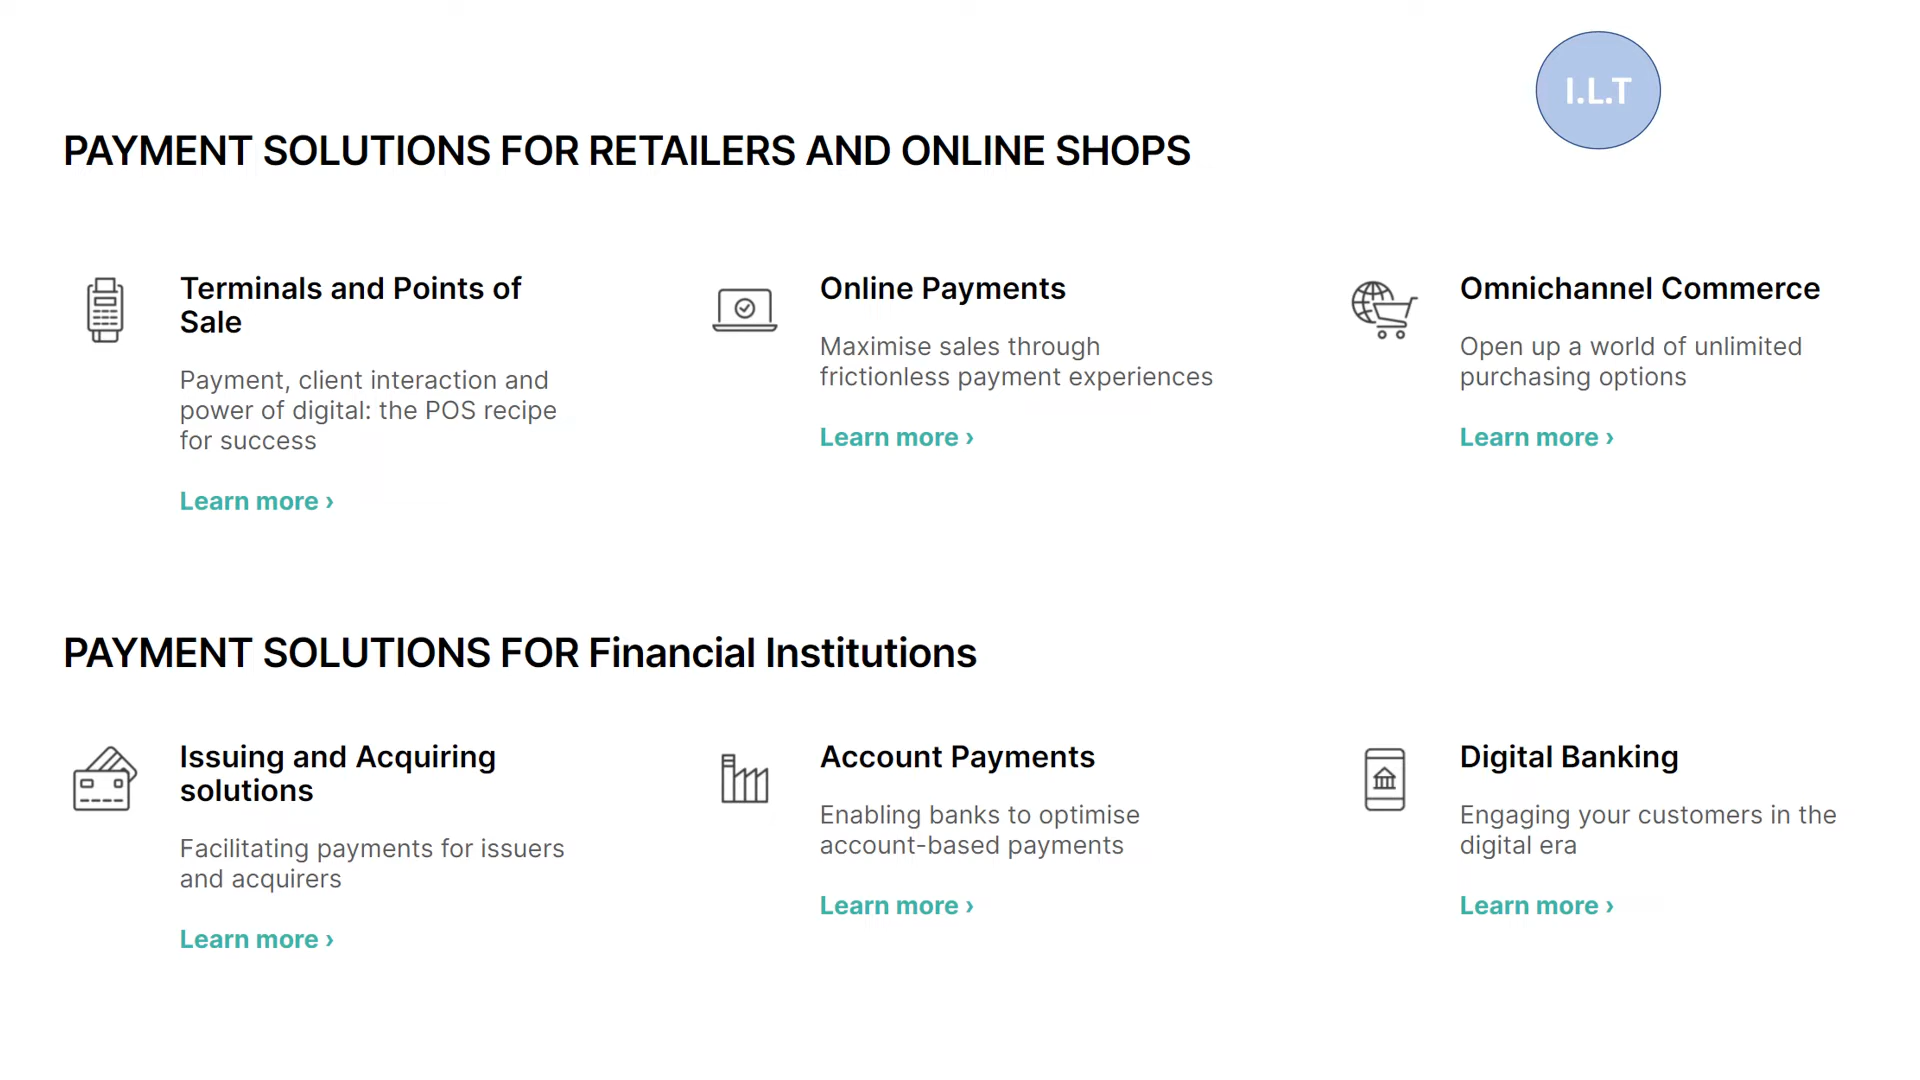 I.L.T
PAYMENT SOLUTIONS FOR RETAILERS AND ONLINE SHOPS
Terminals and Points of
Sale
Payment, client interaction and
power of digital: the POS recipe
for success
Learn more ›
Online Payments
Maximise sales through
frictionless payment experiences
Learn more ›
Omnichannel Commerce
Open up a world of unlimited
purchasing options
Learn more ›
PAYMENT SOLUTIONS FOR Financial Institutions
Issuing and Acquiring
solutions
Facilitating payments for issuers
and acquirers
Learn more ›
Account Payments
Enabling banks to optimise
account-based payments
Learn more ›
Digital Banking
Engaging your customers in the
digital era
Learn more ›